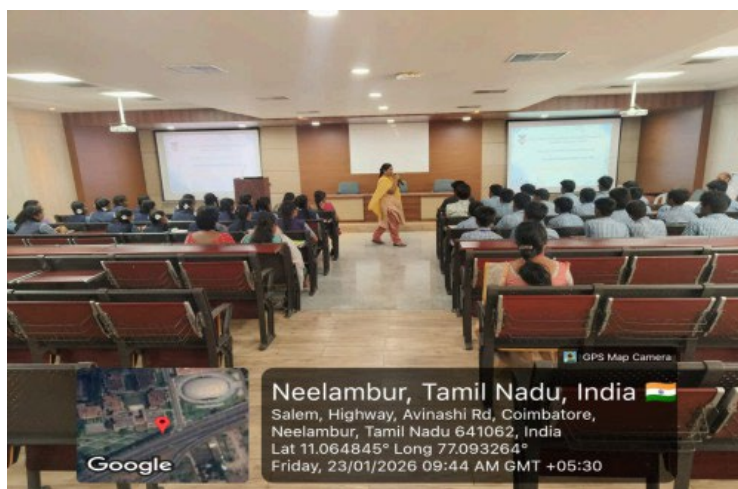 GPS Map Camera
Neelambur, Tamil Nadu, India
Salem, Highway, Avinashi Rd, Coimbatore,
Neelambur, Tamil Nadu 641062, India
Lat 11.064845° Long 77.093264°
Friday, 23/01/2026 09:44 AM GMT +05:30
Google